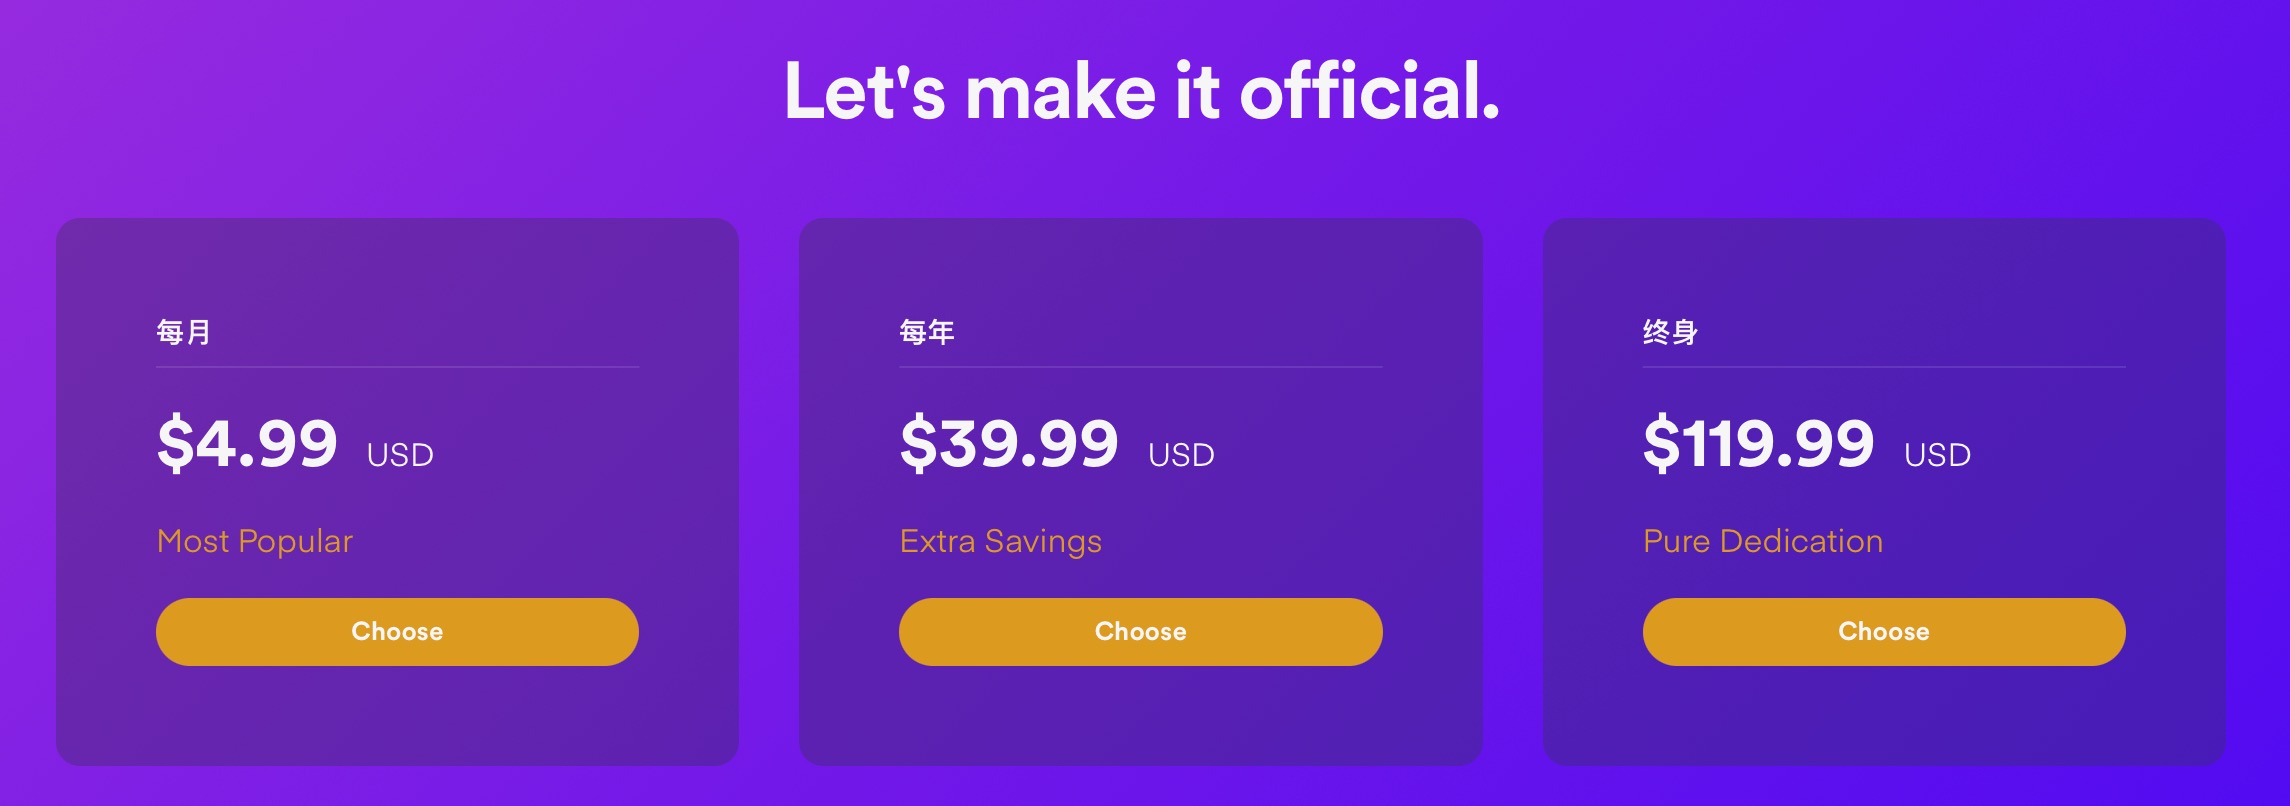 Let's make it official.
每月
$4.99 USD
Most Popular
Choose
每年
$39.99 USD
Extra Savings
Choose
终身
$119.99 USD
Pure Dedication
Choose